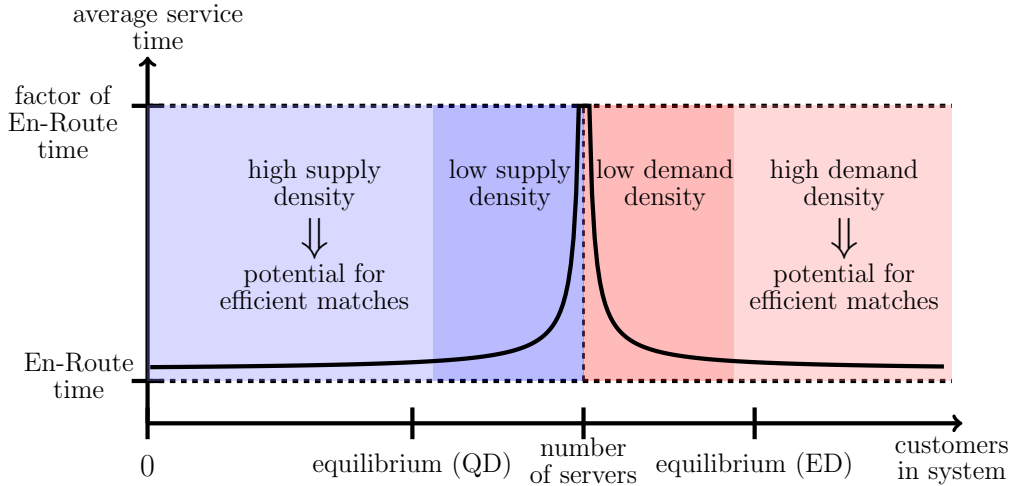 average service
time
factor of
En-Route
time
high supply
density
⇓
potential for
efficient matches
low supply
density
low demand
density
high demand
density
⇓
potential for
efficient matches
En-Route
time
0
equilibrium (QD)
number
of servers
equilibrium (ED)
customers
in system